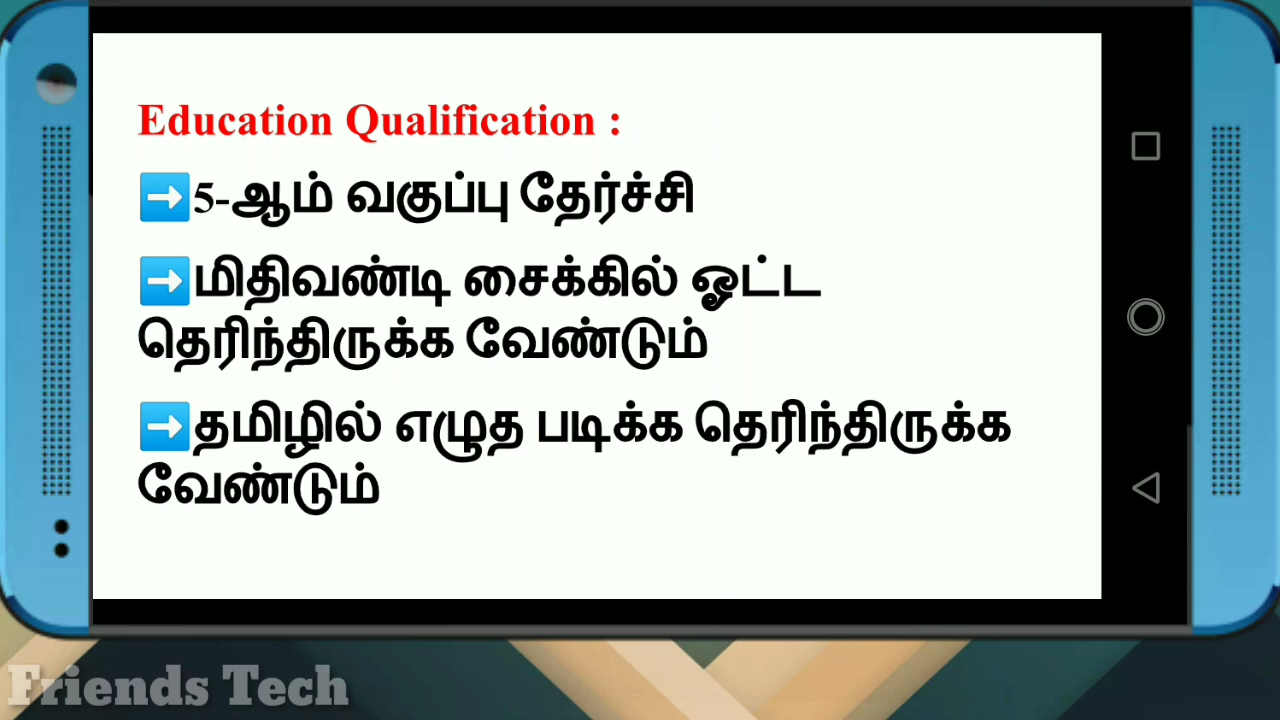 Education Qualification :
➡5-ஆம் வகுப்பு தேர்ச்சி
➡மிதிவண்டி சைக்கில் ஓட்ட
தெரிந்திருக்க வேண்டும்
➡தமிழில் எழுத படிக்க தெரிந்திருக்க
வேண்டும்
Friends Tech